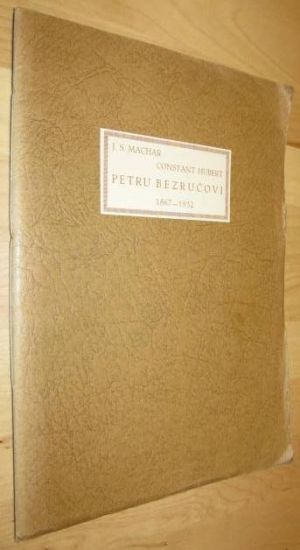 J. S. MACHAR
CONSTANT HUBERT
PETRU BEZRUČOVI
1867—1932